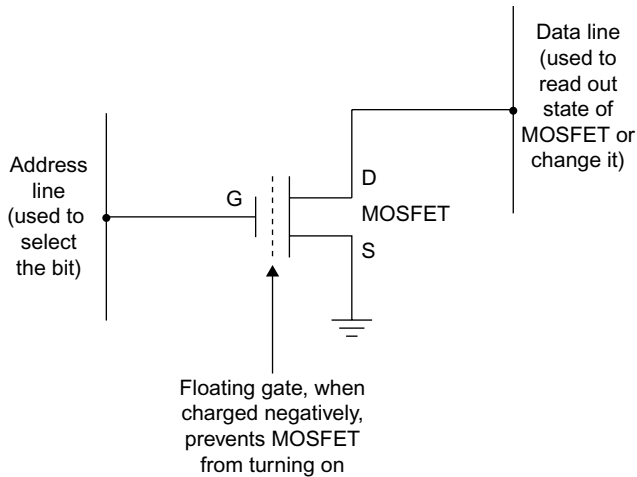 Data line
(used to
read out
state of
MOSFET or
change it)
Address
line
(used to
select
the bit)
G
D
MOSFET
S
Floating gate, when
charged negatively,
prevents MOSFET
from turning on